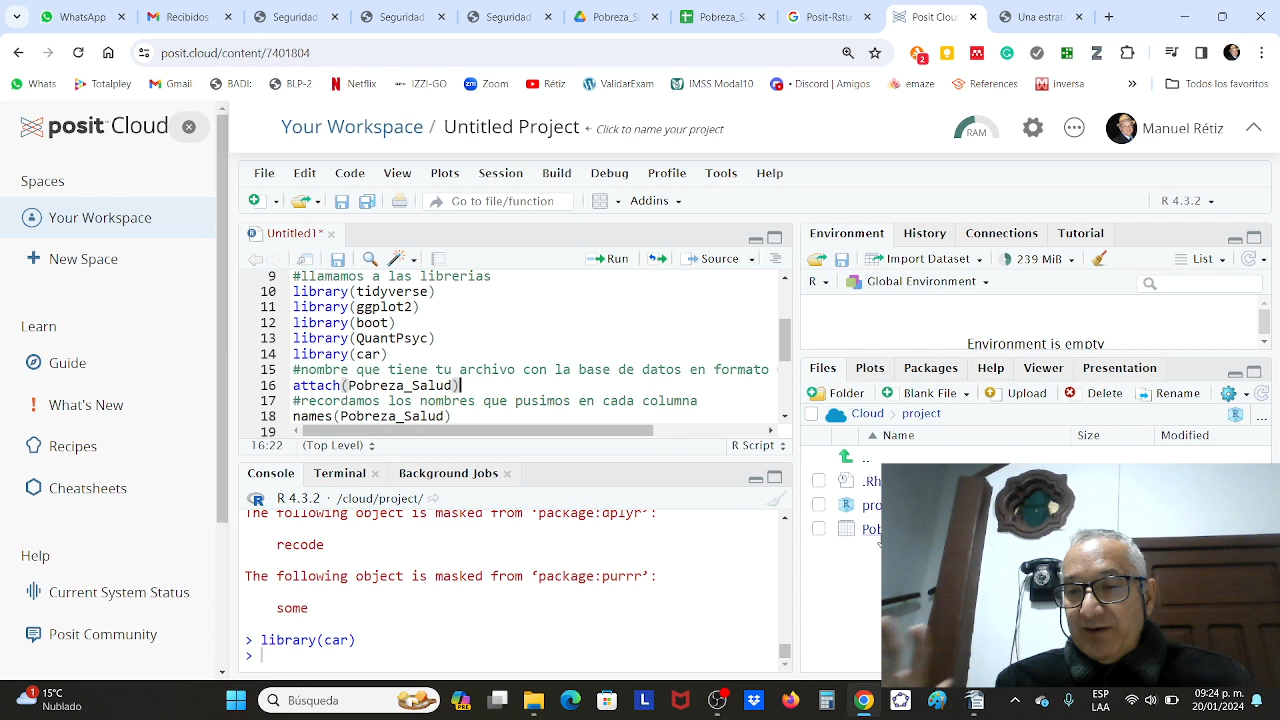 WhatsApp
Recibidos
Seguridad
Seguridad
Seguridad
Pobreza_S
Pobreza_S
Posit-Rstu
Posit Clou
Una estrat
posit.cloud/content/7401804
2
Whats
Totalpley
Gmail
BADI:
BLP-2
Netflix
IZZI-GO
Zoom
Rétiz
ValidarExame
IMSS Modal10
• Discord | Amigos
emaze
References
inversa
Todos los favoritos
posit Cloud
Your Workspace / Untitled Project
Click to name your project
RAM
Manuel Rétiz
Spaces
Your Workspace
New Space
Learn
Guide
What's New
Recipes
Cheatsheets
Help
Current System Status
Posit Community
File Edit Code View Plots Session Build Debug Profile Tools Help
Go to file/function
Addins
R 4.3.2
Untitled1*
Run
Source
9 #llamamos a las librerias
10 library(tidyverse)
11 library(ggplot2)
12 library(boot)
13 library(QuantPsyc)
14 library(car)
15 #nombre que tiene tu archivo con la base de datos en formato
16 attach(Pobreza_Salud)
17 #recordamos los nombres que pusimos en cada columna
18 names(Pobreza_Salud)
19
16:22 (Top Level)
R Script
Console Terminal Background Jobs
R 4.3.2 · /cloud/project/
The following object is masked from ‘package:dplyr’:
recode
The following object is masked from ‘package:purrr’:
some
> library(car)
>
Environment History Connections Tutorial
Import Dataset
239 MiB
List
R
Global Environment
Environment is empty
Files Plots Packages Help Viewer Presentation
Folder
Blank File
Upload
Delete
Rename
Cloud
project
Name
Size
Modified
..
.Rh
pro
Pob
1
15°C
Nublado
Búsqueda
PRE
L
ESP
LAA
09:24 p. m.
20/01/2024